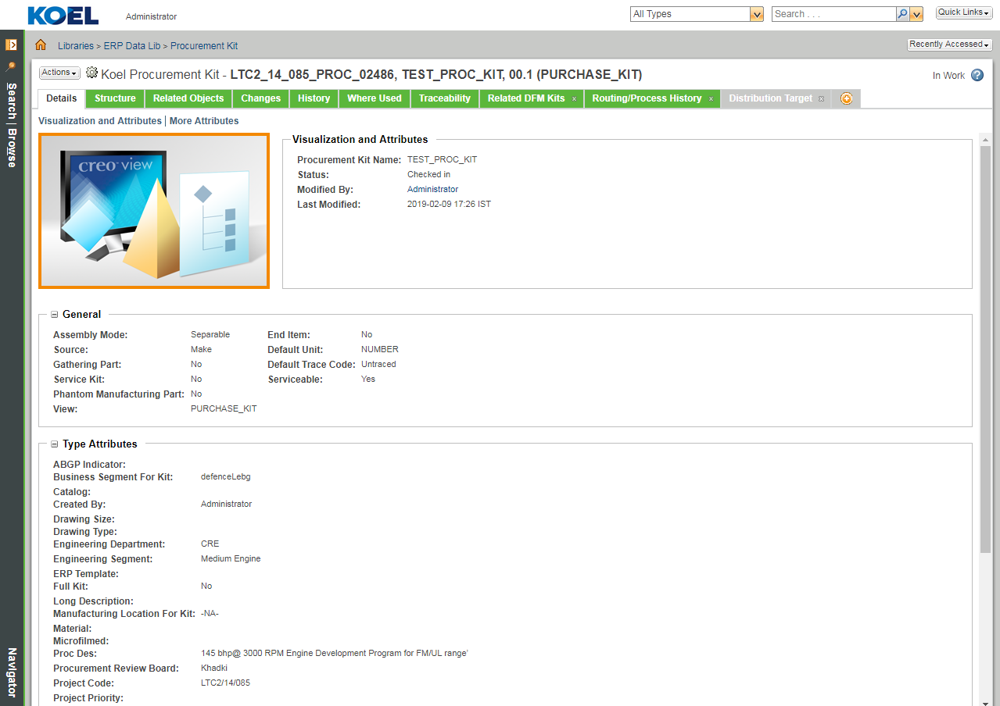 KOEL Administrator All Types Search . . . Quick Links
Libraries > ERP Data Lib > Procurement Kit Recently Accessed
Actions Koel Procurement Kit - LTC2_14_085_PROC_02486, TEST_PROC_KIT, 00.1 (PURCHASE_KIT) In Work ?
Details Structure Related Objects Changes History Where Used Traceability Related DFM Kits x Routing/Process History x Distribution Target x
Search | Browse
Visualization and Attributes | More Attributes
creo view
Visualization and Attributes
Procurement Kit Name: TEST_PROC_KIT
Status: Checked in
Modified By: Administrator
Last Modified: 2019-02-09 17:26 IST
General
Assembly Mode: Separable End Item: No
Source: Make Default Unit: NUMBER
Gathering Part: No Default Trace Code: Untraced
Service Kit: No Serviceable: Yes
Phantom Manufacturing Part: No
View: PURCHASE_KIT
Type Attributes
ABGP Indicator:
Business Segment For Kit: defenceLebg
Catalog:
Created By: Administrator
Drawing Size:
Drawing Type:
Engineering Department: CRE
Engineering Segment: Medium Engine
ERP Template:
Full Kit: No
Long Description:
Manufacturing Location For Kit: -NA-
Material:
Microfilmed:
Proc Des: 145 bhp@ 3000 RPM Engine Development Program for FM/UL range'
Procurement Review Board: Khadki
Project Code: LTC2/14/085
Project Priority:
Navigator